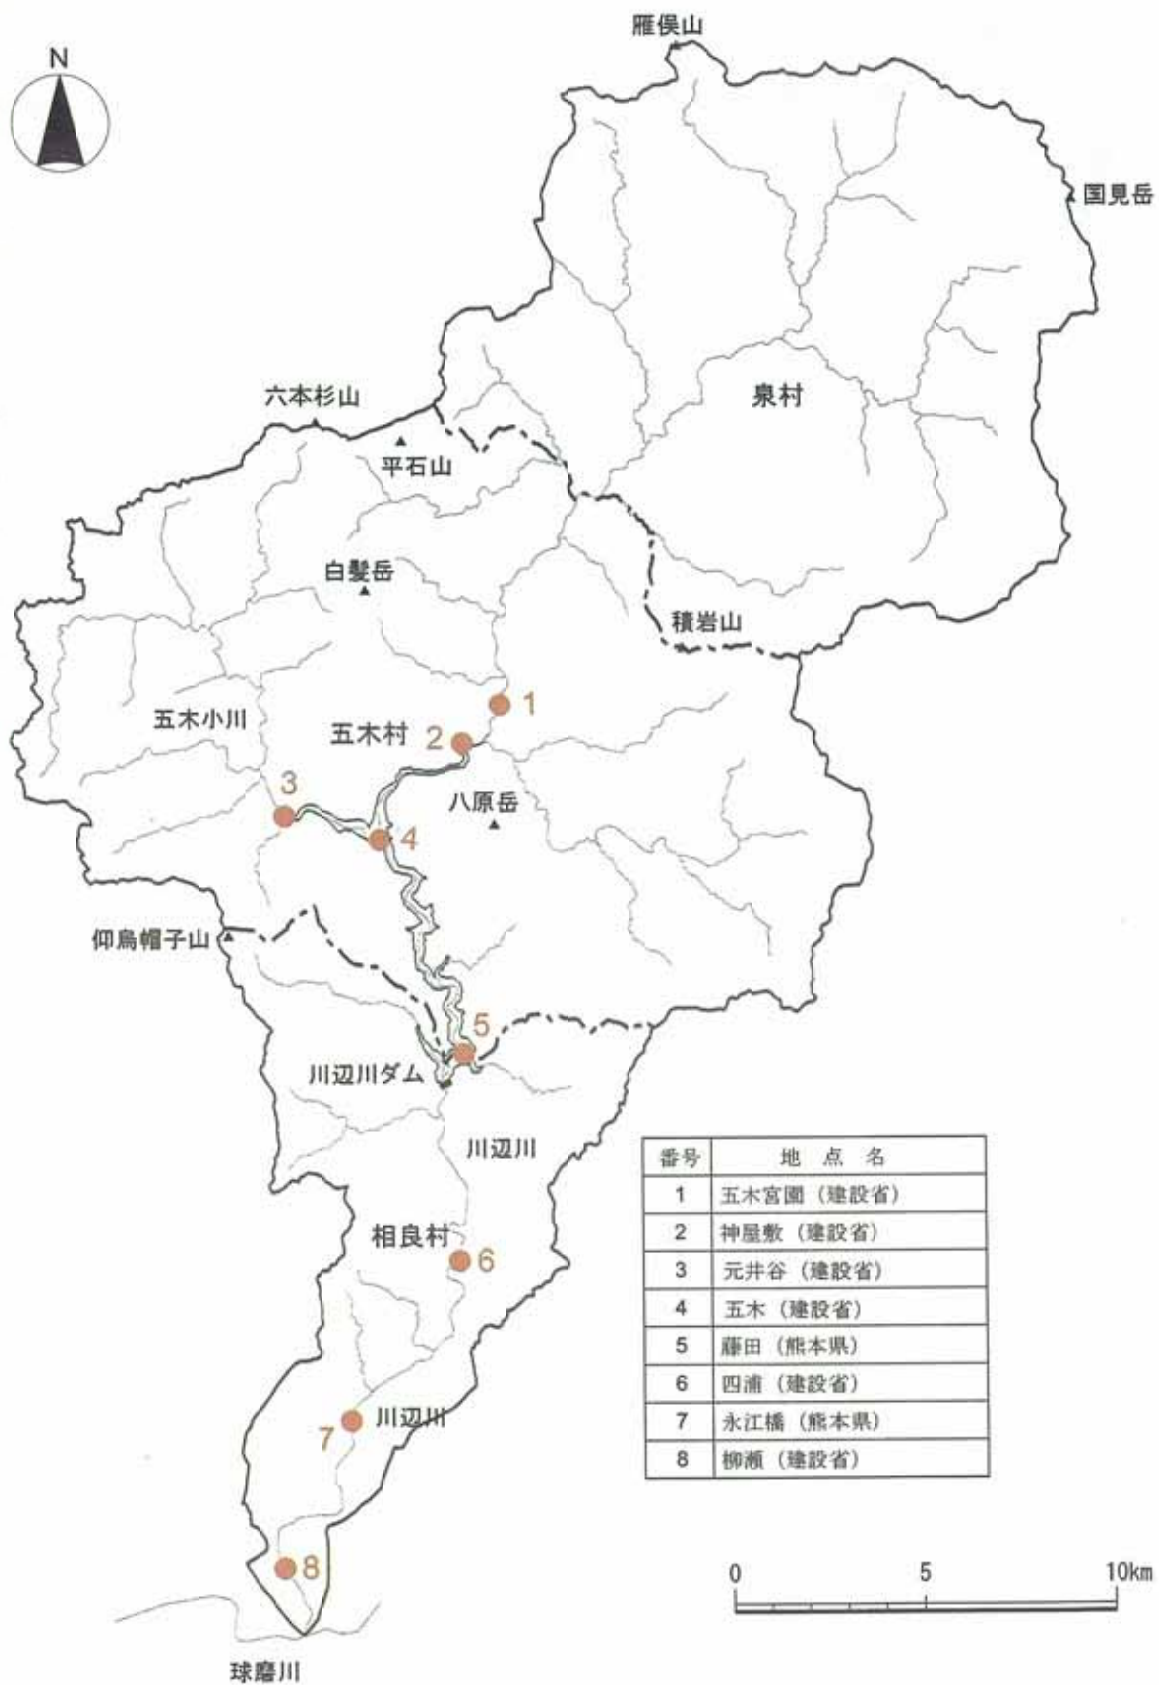 雁俣山
N
国見岳
六本杉山
泉村
平石山
白髪岳
積岩山
1
五木小川
五木村
2
3
八原岳
4
仰烏帽子山
5
川辺川ダム
川辺川
相良村
6
川辺川
7
8
球磨川
番号 地点名
1 五木宮園（建設省）
2 神屋敷（建設省）
3 元井谷（建設省）
4 五木（建設省）
5 藤田（熊本県）
6 四浦（建設省）
7 永江橋（熊本県）
8 柳瀬（建設省）
0 5 10km